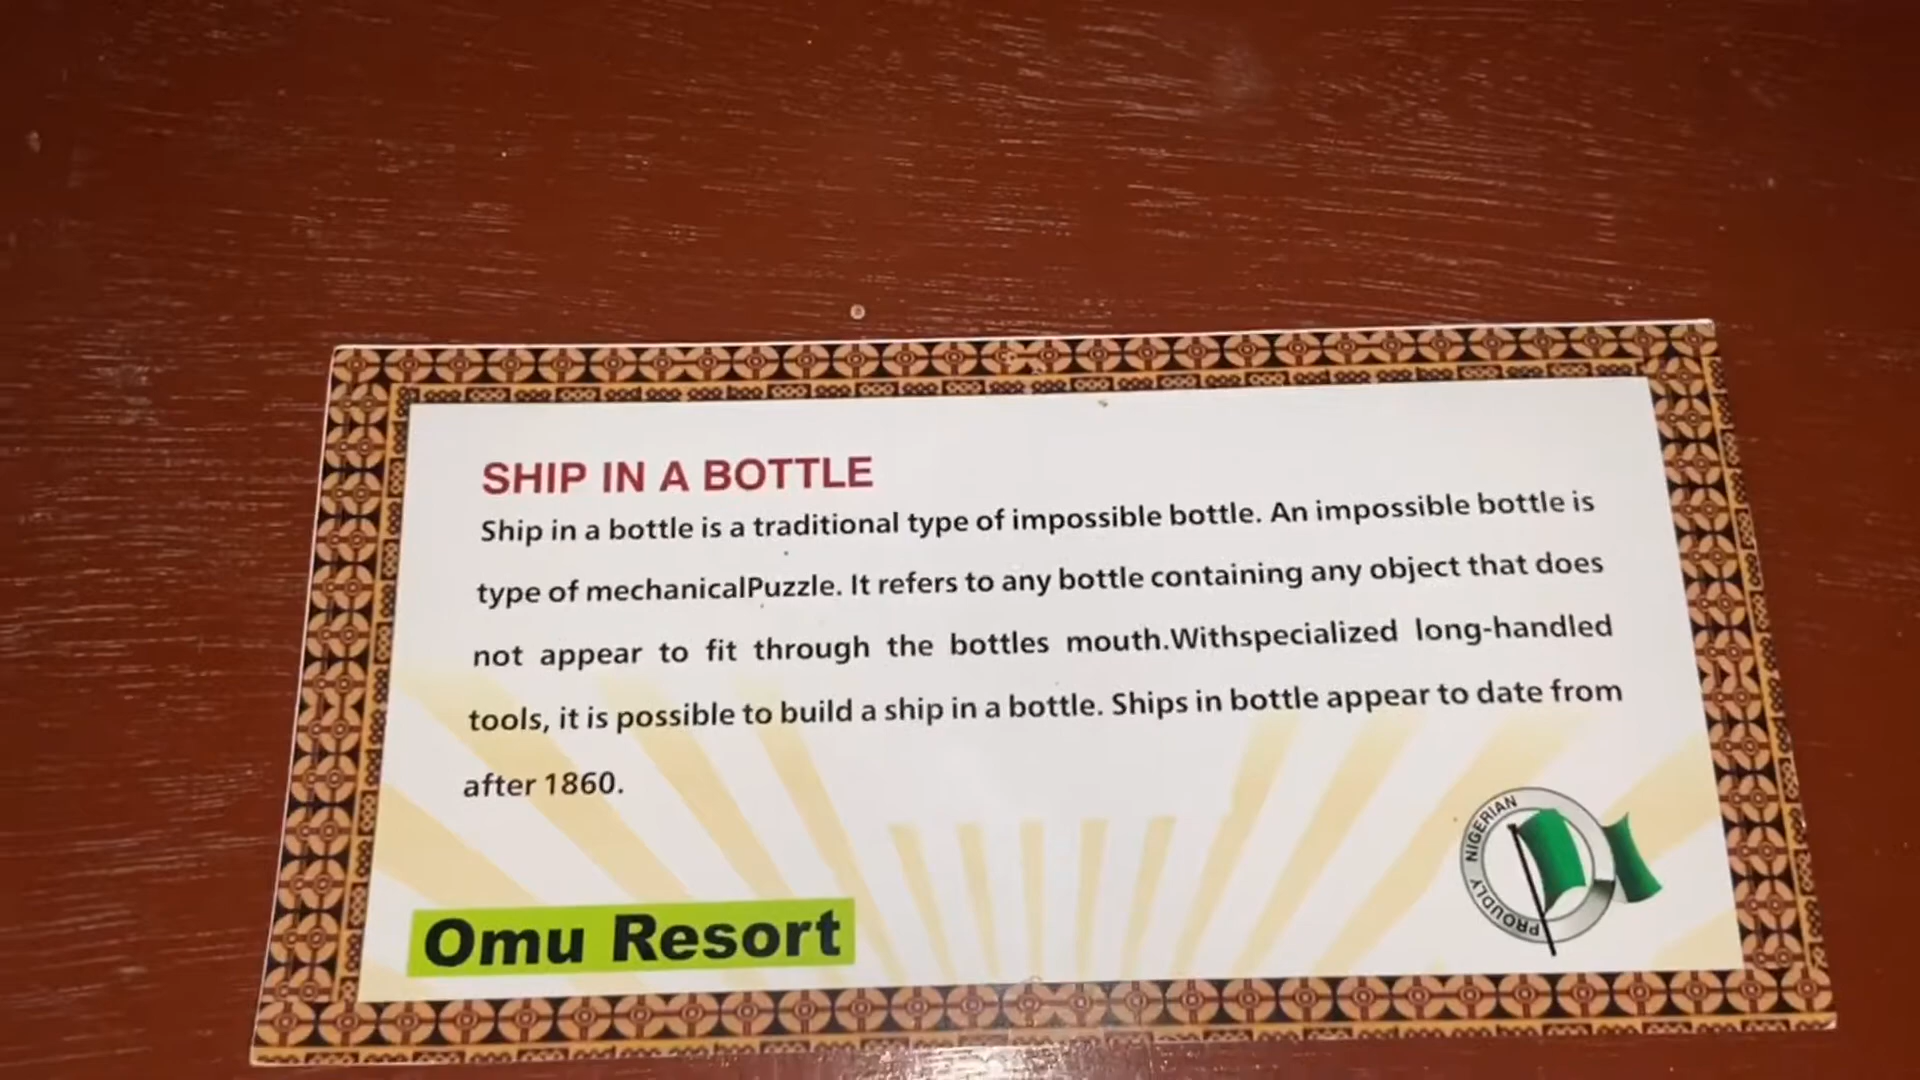 SHIP IN A BOTTLE
Ship in a bottle is a traditional type of impossible bottle. An impossible bottle is
type of mechanicalPuzzle. It refers to any bottle containing any object that does
not appear to fit through the bottles mouth.Withspecialized long-handled
tools, it is possible to build a ship in a bottle. Ships in bottle appear to date from
after 1860.
Omu Resort
PROUDLY NIGERIAN